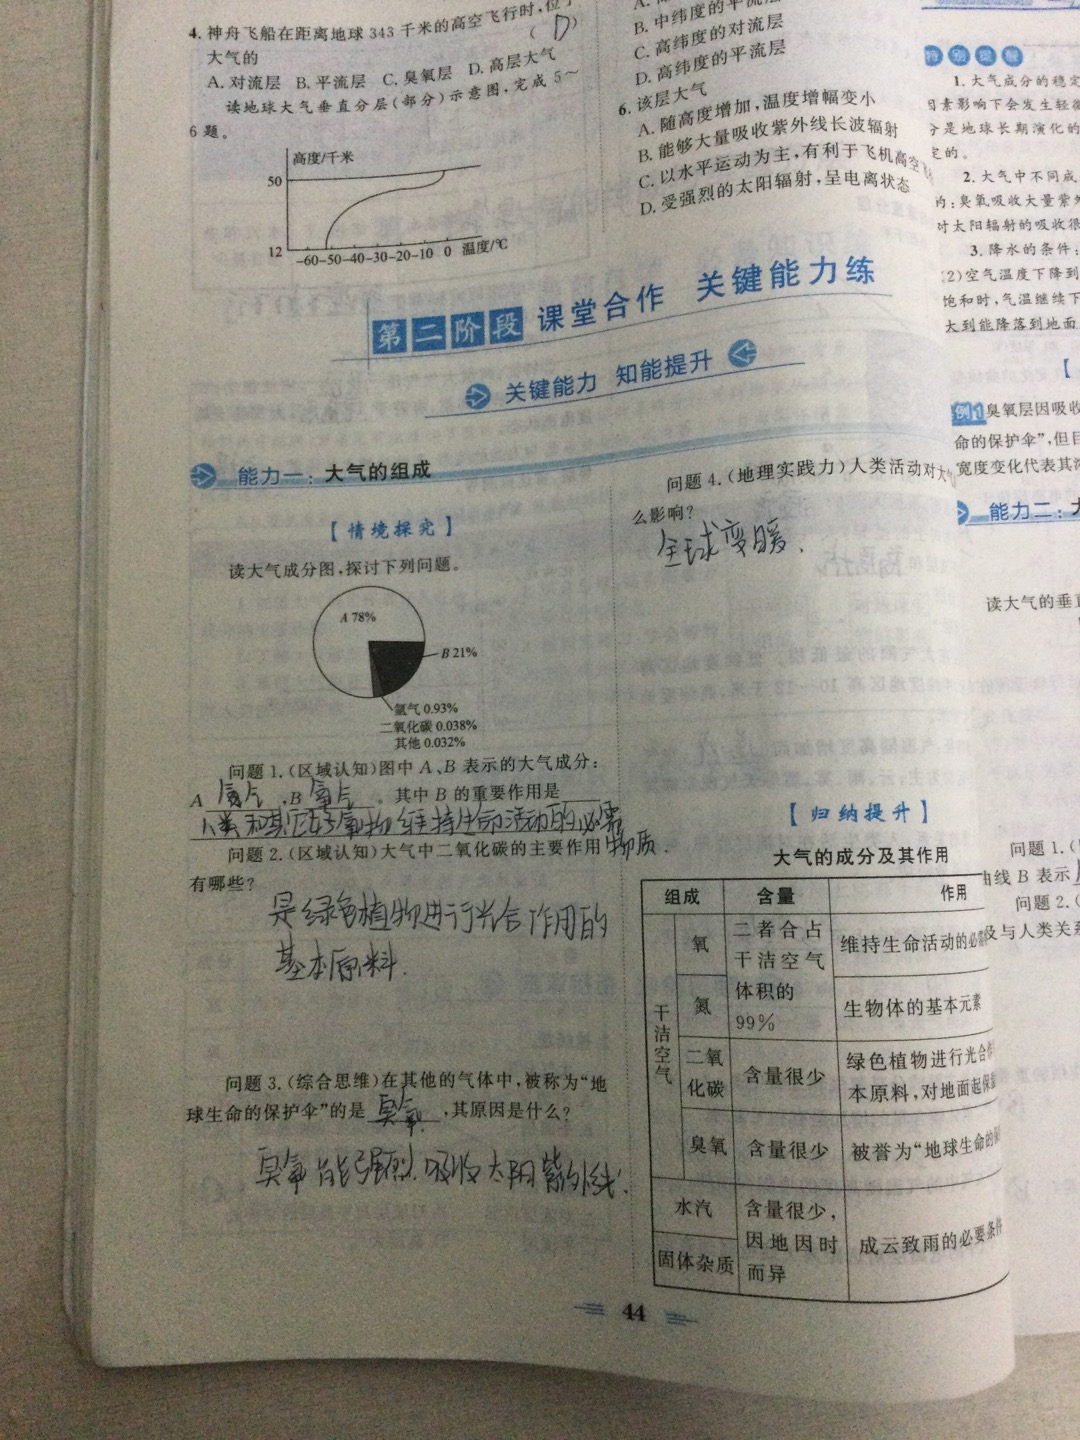 4. 神舟飞船在距离地球 343 千米的高空飞行时,位于
大气的
( D )
A. 对流层 B. 平流层 C. 臭氧层 D. 高层大气
读地球大气垂直分层(部分)示意图,完成 5～
6 题。
高度/千米
50
12
-60 -50 -40 -30 -20 -10 0 温度/℃
B. 中纬度的平流层
C. 高纬度的对流层
D. 高纬度的平流层
6. 该层大气
A. 随高度增加,温度增幅变小
B. 能够大量吸收紫外线长波辐射
C. 以水平运动为主,有利于飞机高空
D. 受强烈的太阳辐射,呈电离状态
第二阶段 课堂合作 关键能力练
关键能力 知能提升
能力一:大气的组成
【情境探究】
读大气成分图,探讨下列问题。
A 78%
B 21%
氩气 0.93%
二氧化碳 0.038%
其他 0.032%
问题 1.(区域认知)图中 A、B 表示的大气成分:
A 氮气 ,B 氧气 。其中 B 的重要作用是
人类和其它好氧物维持生命活动的必需
物质.
问题 2.(区域认知)大气中二氧化碳的主要作用
有哪些?
是绿色植物进行光合作用的
基本原料.
问题 3.(综合思维)在其他的气体中,被称为“地
球生命的保护伞”的是 臭氧 ,其原因是什么?
臭氧能强烈吸收太阳紫外线.
问题 4.(地理实践力)人类活动对大
么影响?
全球变暖、
【归纳提升】
大气的成分及其作用
组成 含量 作用
干洁空气
氧 二者合占干洁空气体积的99% 维持生命活动的必需
氮 生物体的基本元素
二氧化碳 含量很少 绿色植物进行光合
本原料,对地面起保
臭氧 含量很少 被誉为“地球生命的
水汽 含量很少,因地因时而异 成云致雨的必要条件
固体杂质
44
特别提醒
1. 大气成分的稳定
因素影响下会发生轻微
分是地球长期演化的
定的。
2. 大气中不同成
的:臭氧吸收大量紫外
对太阳辐射的吸收很
3. 降水的条件:
(2)空气温度下降到
饱和时,气温继续下
大到能降落到地面
【
例1 臭氧层因吸收
命的保护伞”,但目
宽度变化代表其浓
能力二:大
读大气的垂直
问题 1.(
曲线 B 表示
问题 2.(
及与人类关系